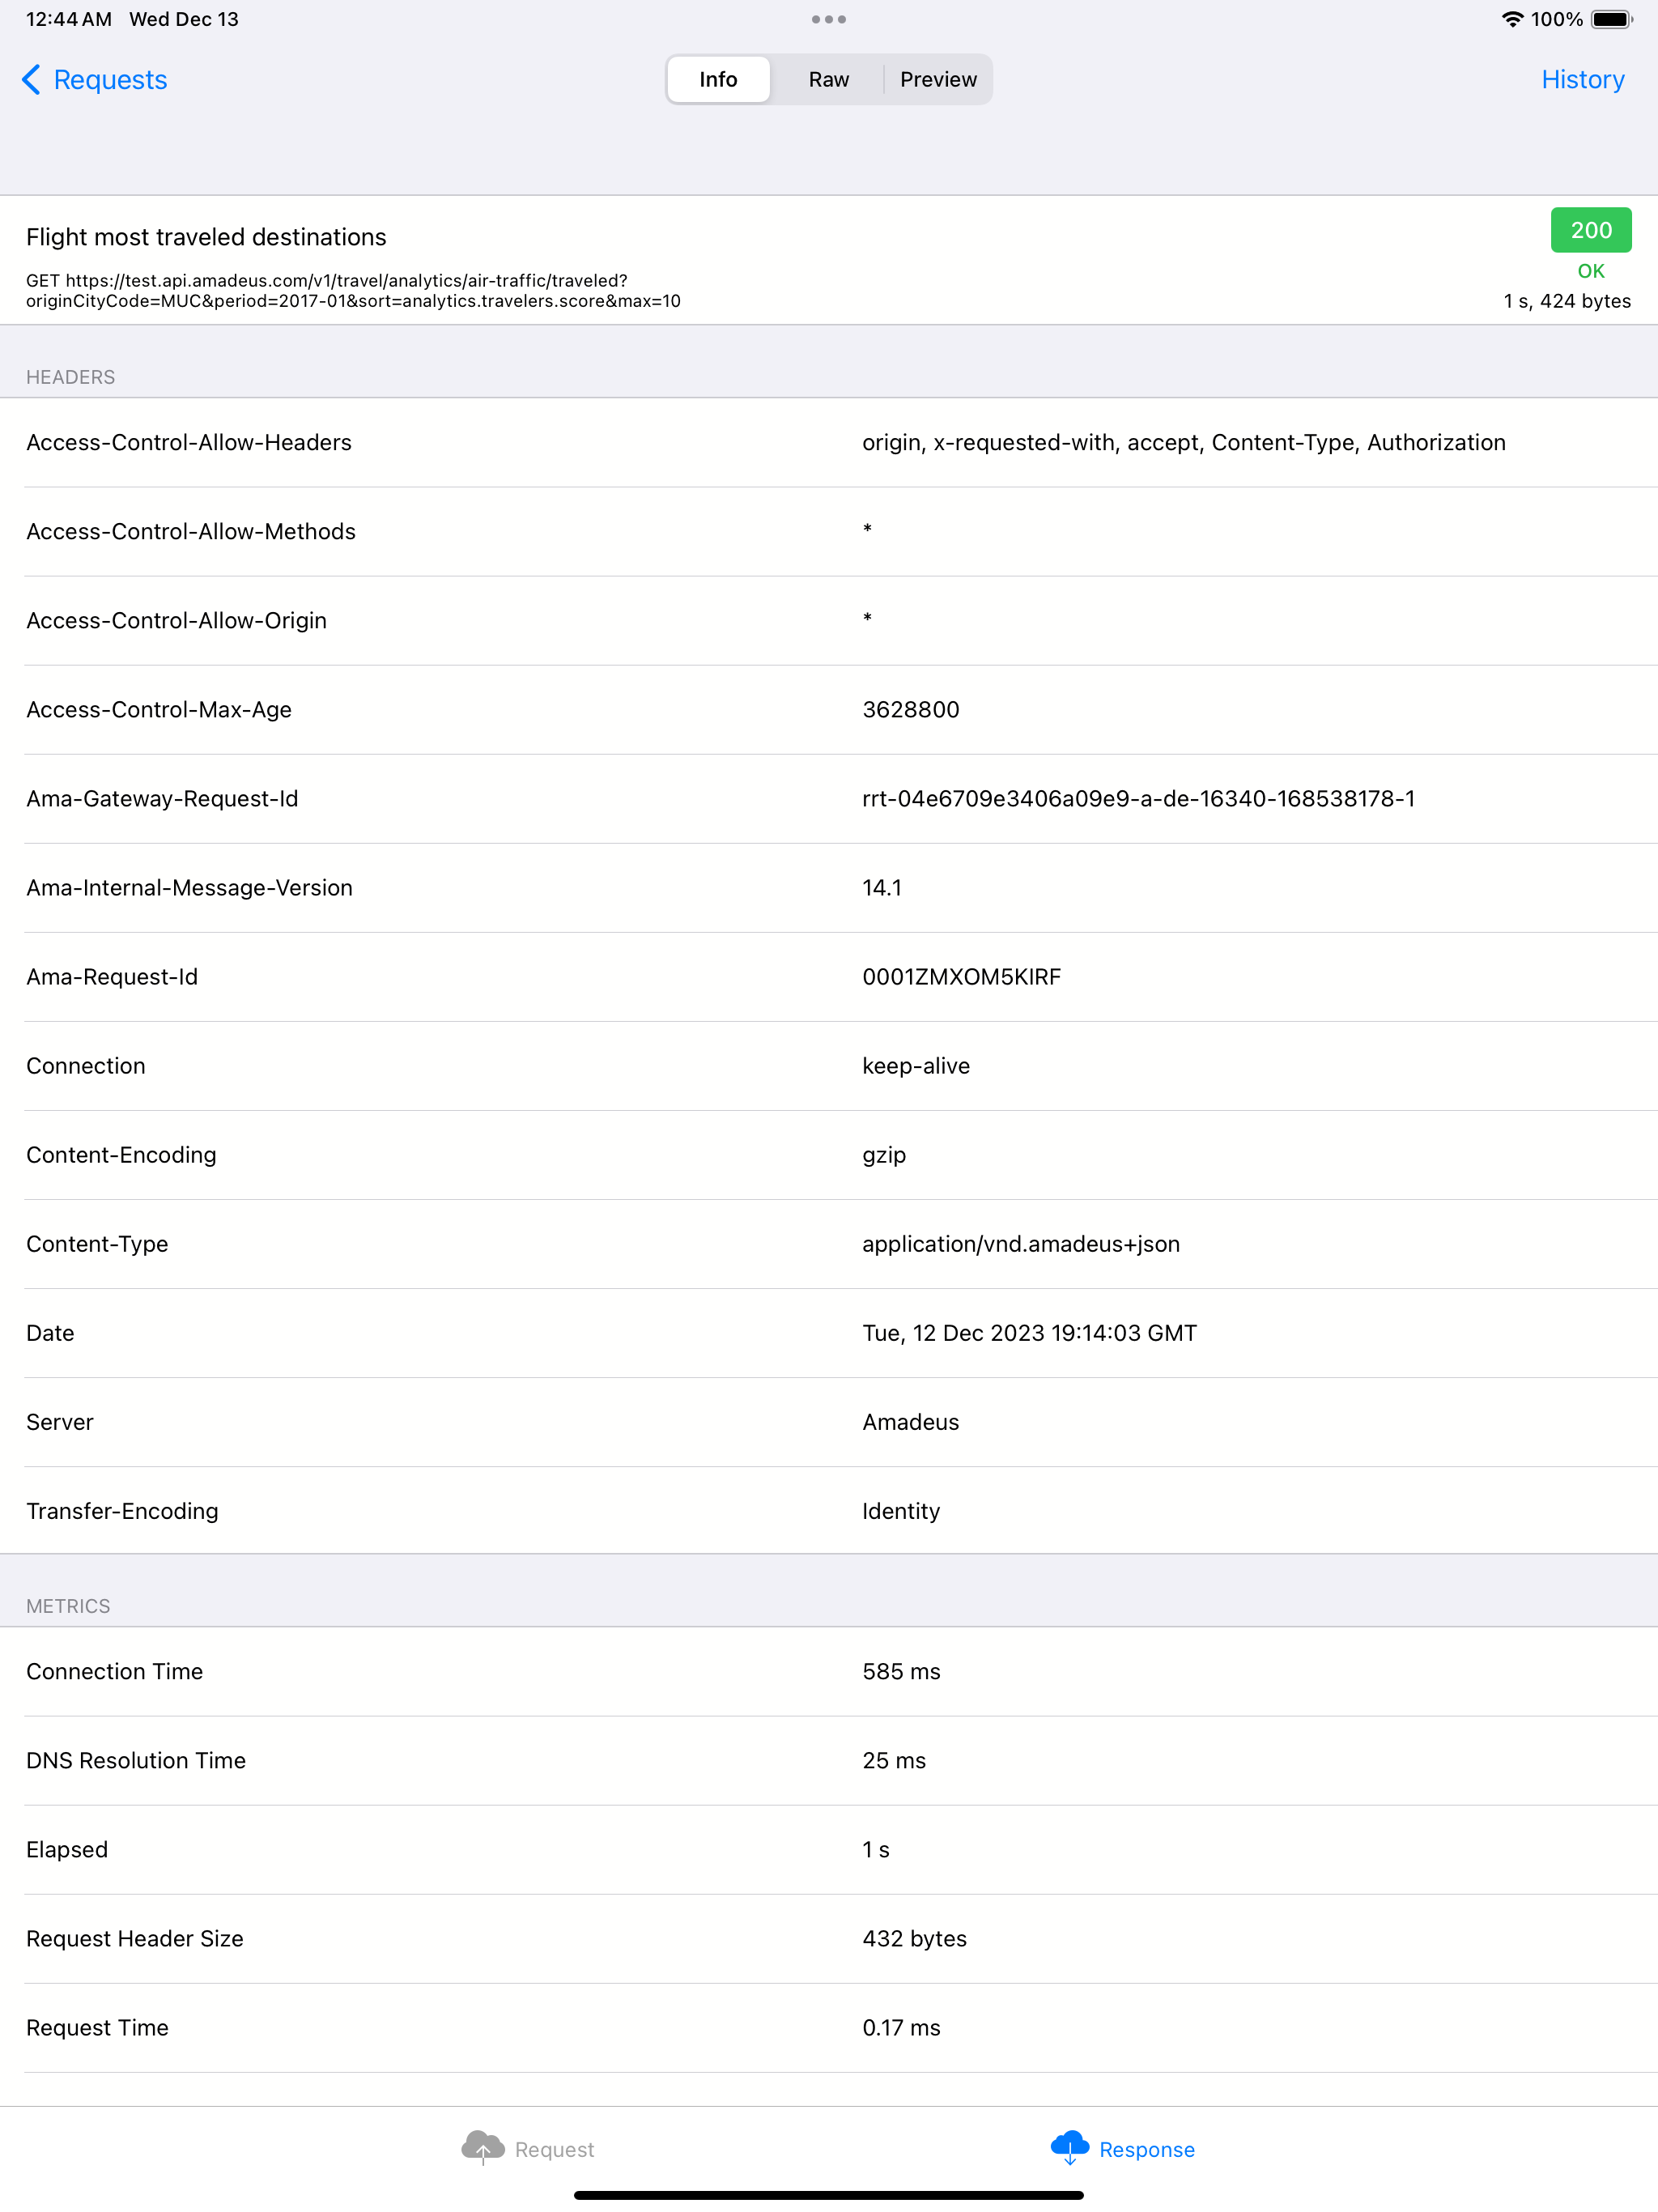 12:44 AM Wed Dec 13
100%
Requests
Info
Raw
Preview
History
Flight most traveled destinations
200
OK
GET https://test.api.amadeus.com/v1/travel/analytics/air-traffic/traveled?
originCityCode=MUC&period=2017-01&sort=analytics.travelers.score&max=10
1 s, 424 bytes
HEADERS
Access-Control-Allow-Headers origin, x-requested-with, accept, Content-Type, Authorization
Access-Control-Allow-Methods *
Access-Control-Allow-Origin *
Access-Control-Max-Age 3628800
Ama-Gateway-Request-Id rrt-04e6709e3406a09e9-a-de-16340-168538178-1
Ama-Internal-Message-Version 14.1
Ama-Request-Id 0001ZMXOM5KIRF
Connection keep-alive
Content-Encoding gzip
Content-Type application/vnd.amadeus+json
Date Tue, 12 Dec 2023 19:14:03 GMT
Server Amadeus
Transfer-Encoding Identity
METRICS
Connection Time 585 ms
DNS Resolution Time 25 ms
Elapsed 1 s
Request Header Size 432 bytes
Request Time 0.17 ms
Request
Response